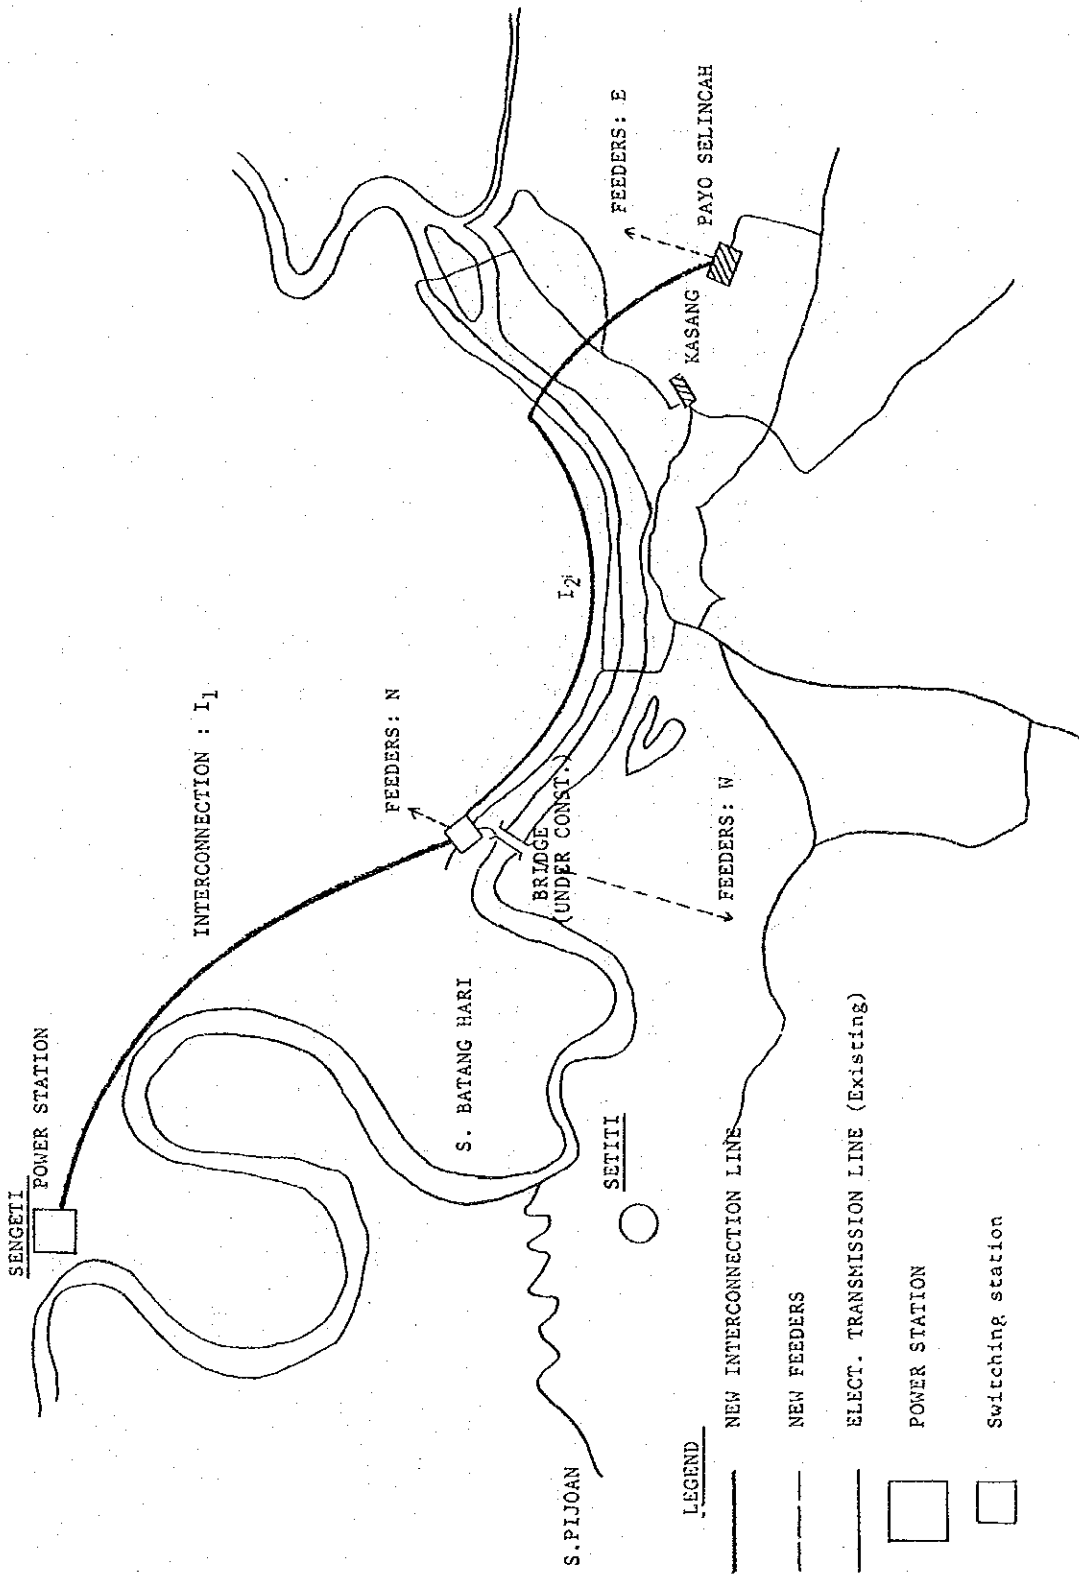 SENGETI
POWER STATION
INTERCONNECTION : I1
FEEDERS: N
I2
FEEDERS: E
PAYO SELINCAH
KASANG
BRIDGE
(UNDER CONST.)
FEEDERS: W
S. BATANG HARI
SETITI
S.PIJOAN
LEGEND
NEW INTERCONNECTION LINE
NEW FEEDERS
ELECT. TRANSMISSION LINE (Existing)
POWER STATION
Switching station